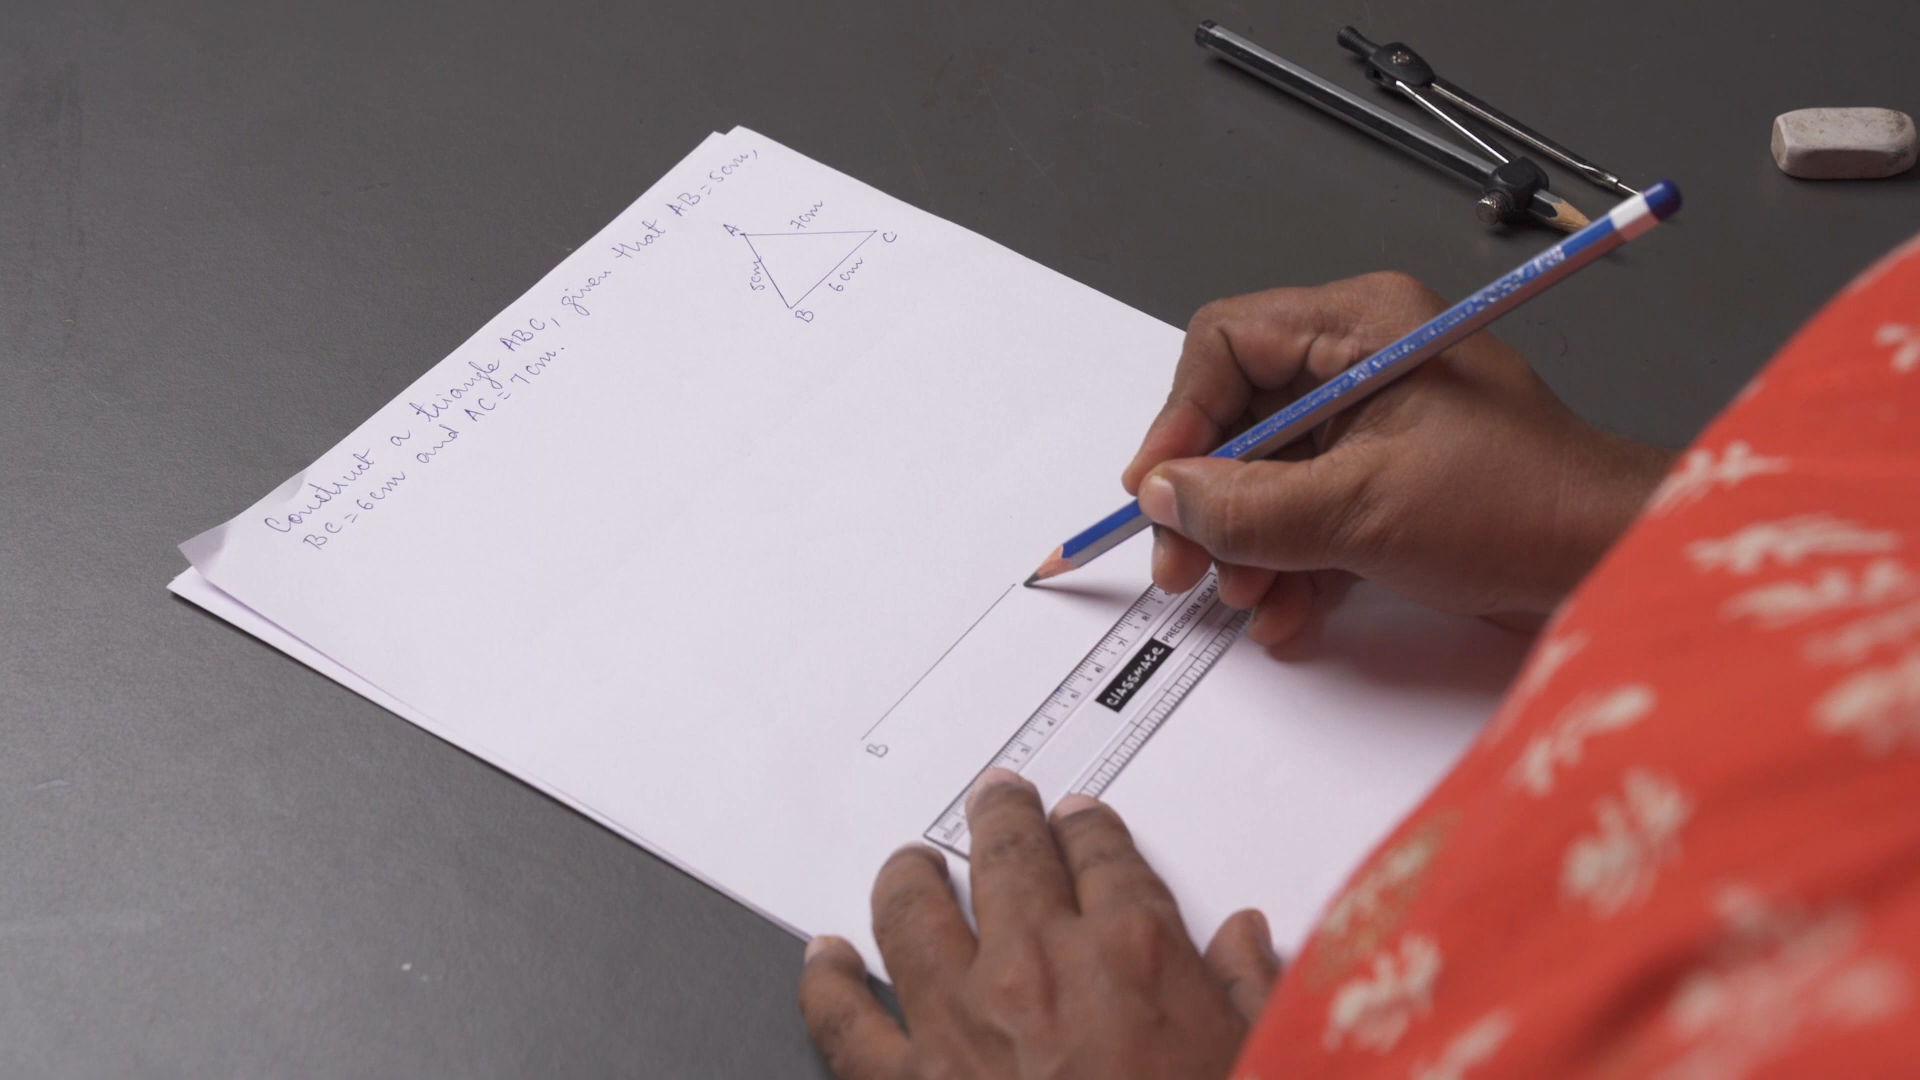 Construct a triangle ABC, given that AB = 5cm,
BC = 6cm and AC = 7cm.
A
7cm
C
5cm
6cm
B
B
CLASSMATE
PRECISION SCALE